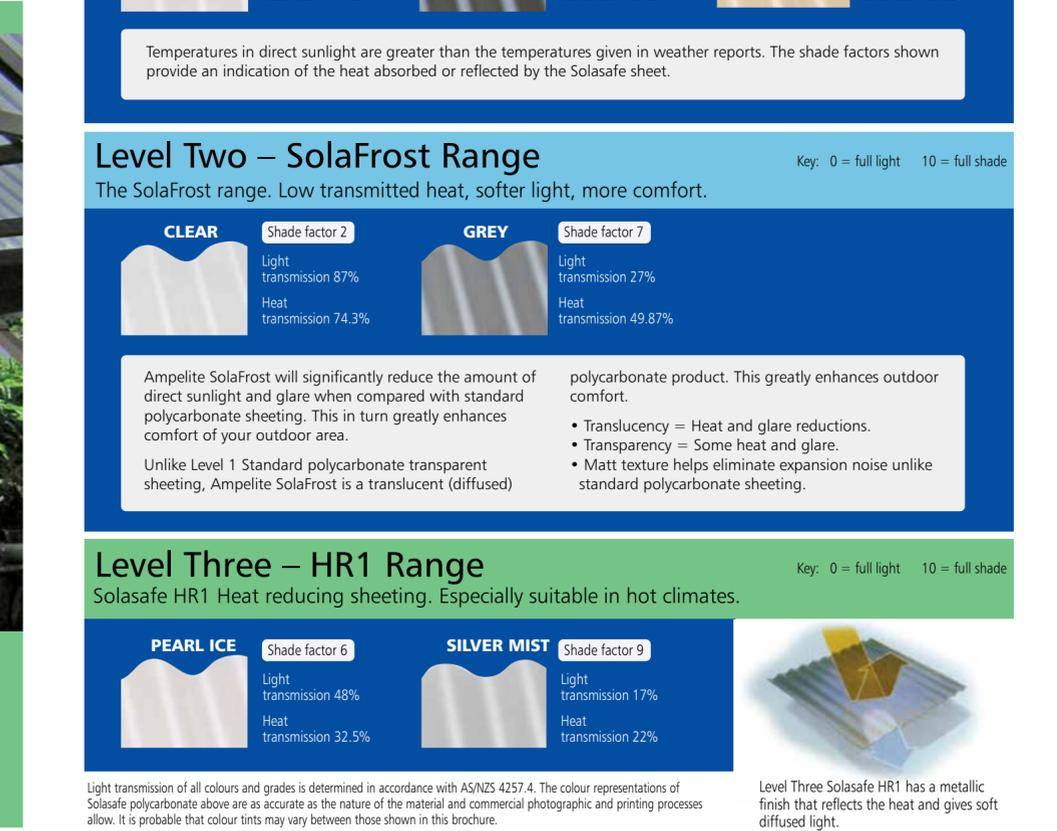 Temperatures in direct sunlight are greater than the temperatures given in weather reports. The shade factors shown
provide an indication of the heat absorbed or reflected by the Solasafe sheet.
Level Two – SolaFrost Range
Key: 0 = full light 10 = full shade
The SolaFrost range. Low transmitted heat, softer light, more comfort.
CLEAR
Shade factor 2
Light
transmission 87%
Heat
transmission 74.3%
GREY
Shade factor 7
Light
transmission 27%
Heat
transmission 49.87%
Ampelite SolaFrost will significantly reduce the amount of
direct sunlight and glare when compared with standard
polycarbonate sheeting. This in turn greatly enhances
comfort of your outdoor area.
Unlike Level 1 Standard polycarbonate transparent
sheeting, Ampelite SolaFrost is a translucent (diffused)
polycarbonate product. This greatly enhances outdoor
comfort.
• Translucency = Heat and glare reductions.
• Transparency = Some heat and glare.
• Matt texture helps eliminate expansion noise unlike
standard polycarbonate sheeting.
Level Three – HR1 Range
Key: 0 = full light 10 = full shade
Solasafe HR1 Heat reducing sheeting. Especially suitable in hot climates.
PEARL ICE
Shade factor 6
Light
transmission 48%
Heat
transmission 32.5%
SILVER MIST
Shade factor 9
Light
transmission 17%
Heat
transmission 22%
Light transmission of all colours and grades is determined in accordance with AS/NZS 4257.4. The colour representations of
Solasafe polycarbonate above are as accurate as the nature of the material and commercial photographic and printing processes
allow. It is probable that colour tints may vary between those shown in this brochure.
Level Three Solasafe HR1 has a metallic
finish that reflects the heat and gives soft
diffused light.